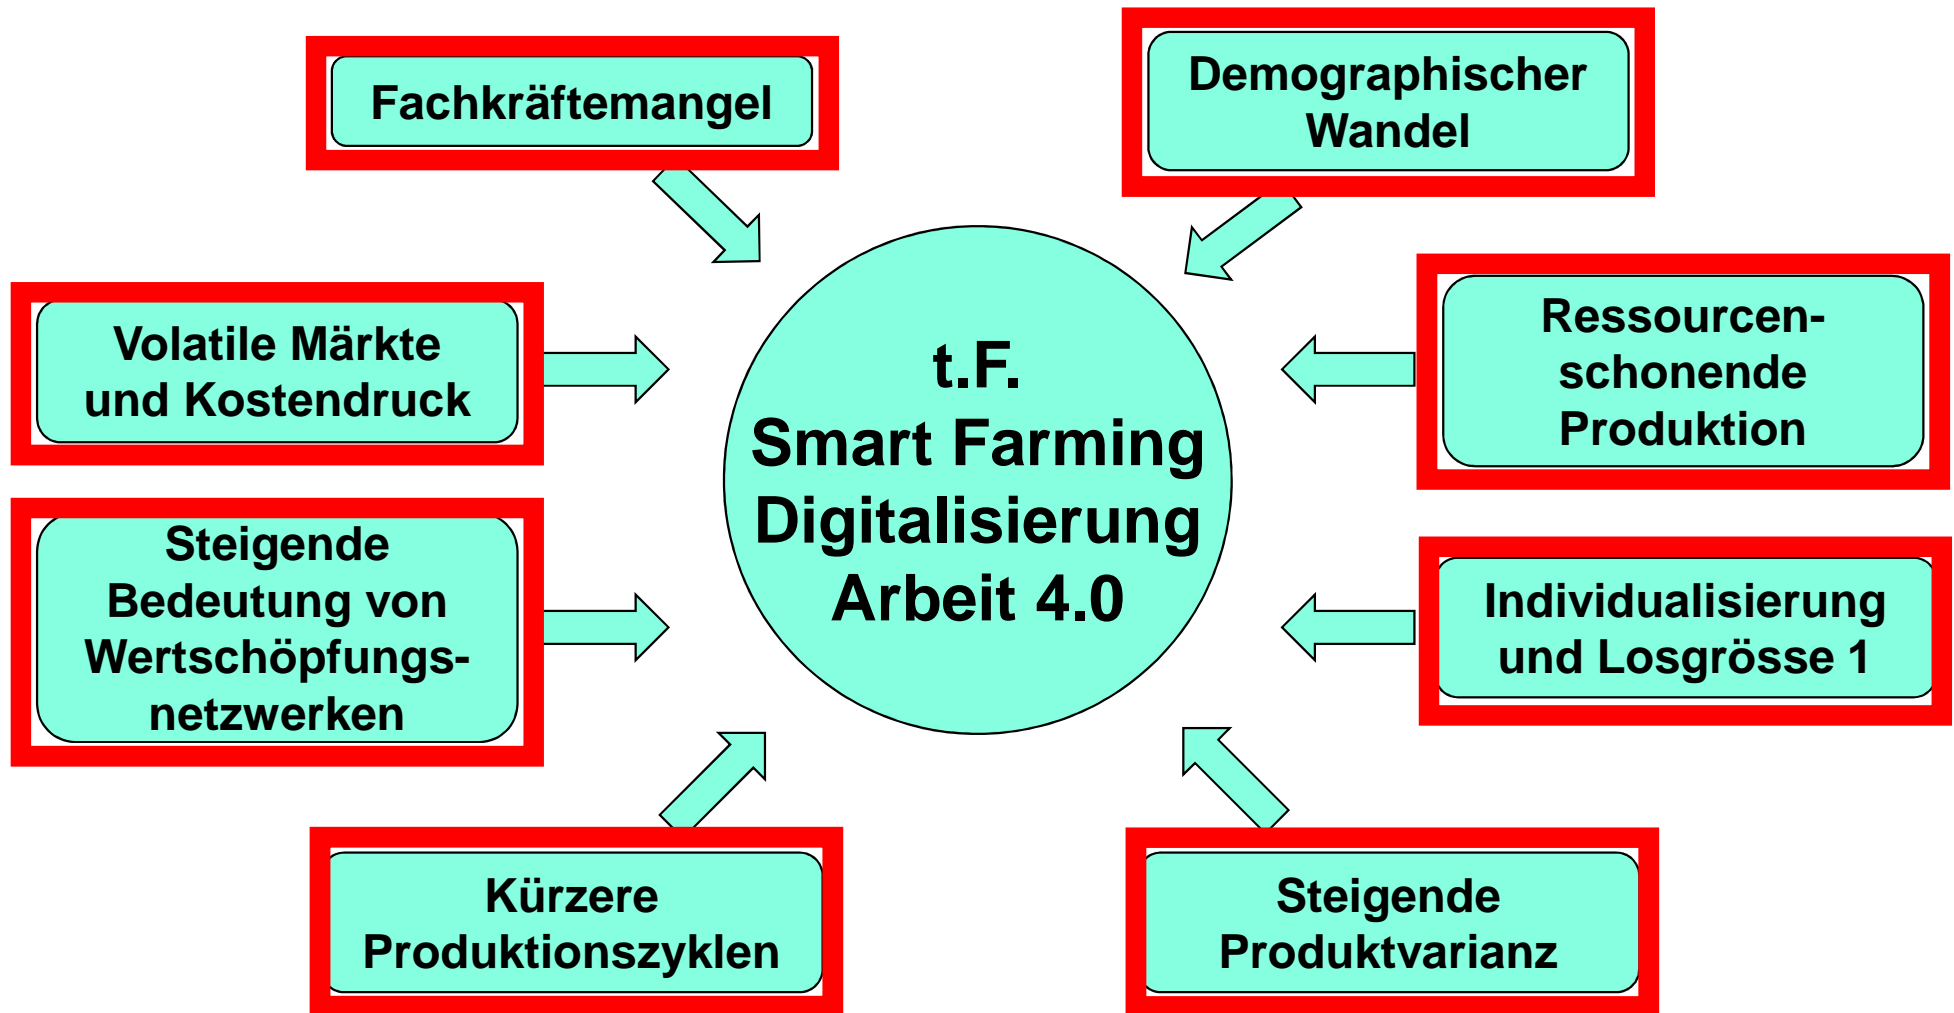 Fachkräftemangel
Demographischer
Wandel
Volatile Märkte
und Kostendruck
Ressourcen-
schonende
Produktion
t.F.
Smart Farming
Digitalisierung
Arbeit 4.0
Steigende
Bedeutung von
Wertschöpfungs-
netzwerken
Individualisierung
und Losgrösse 1
Kürzere
Produktionszyklen
Steigende
Produktvarianz